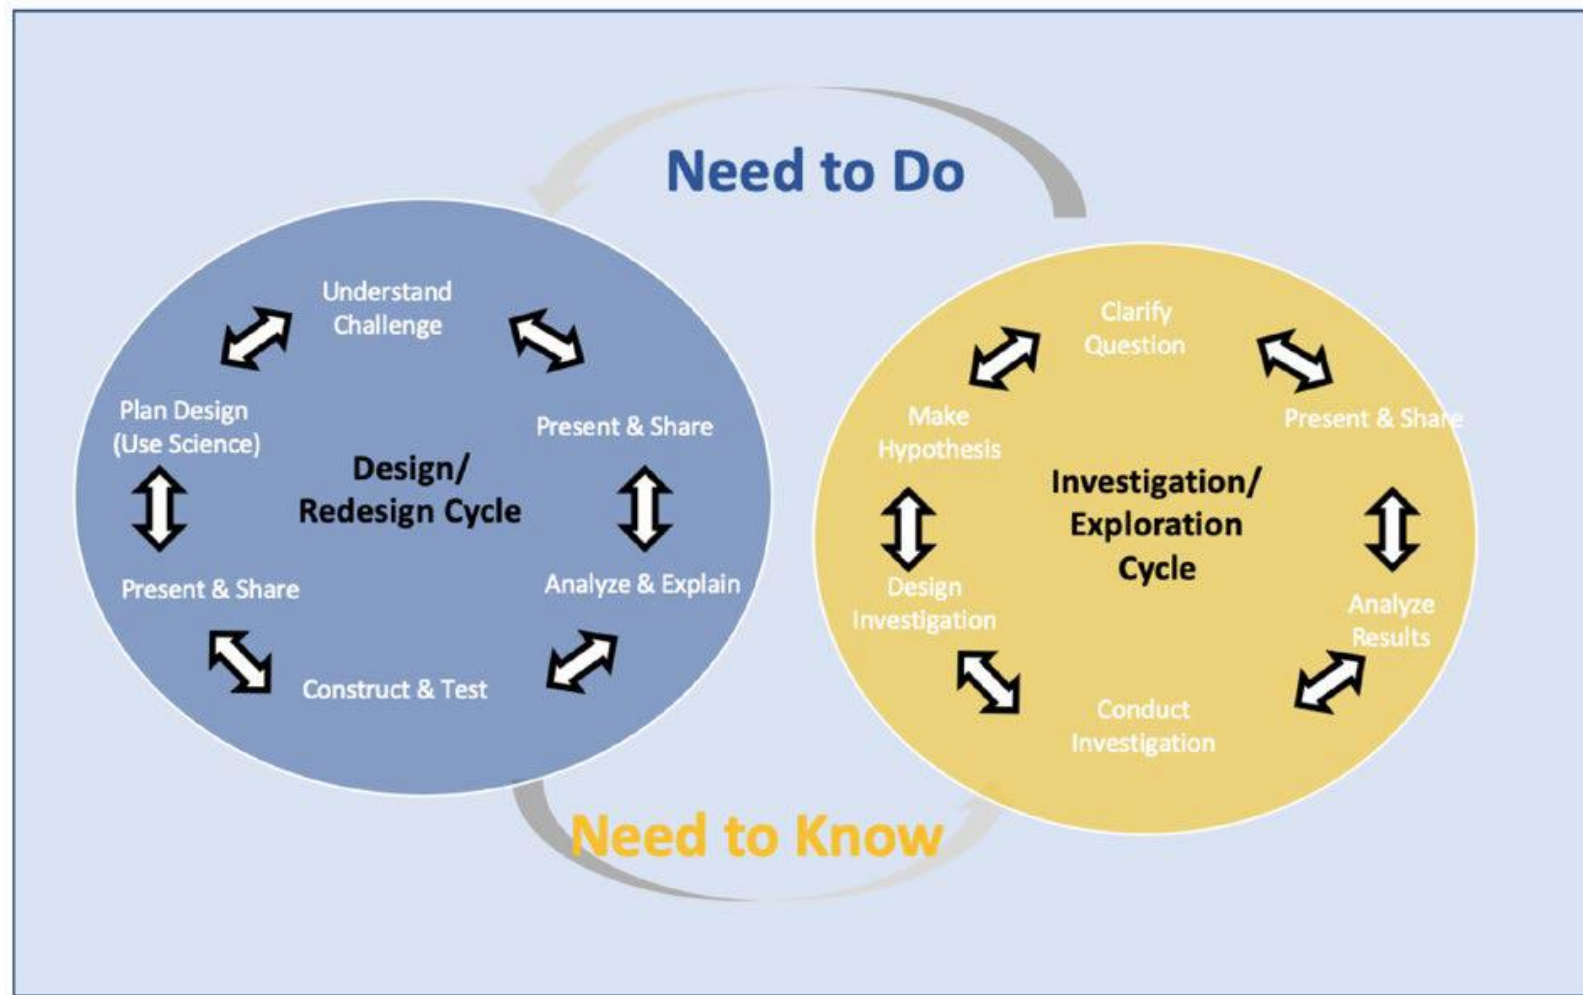 Need to Do
Understand
Challenge
Plan Design
(Use Science)
Present & Share
Design/
Redesign Cycle
Present & Share
Analyze & Explain
Construct & Test
Clarify
Question
Make
Hypothesis
Present & Share
Investigation/
Exploration
Cycle
Design
Investigation
Analyze
Results
Conduct
Investigation
Need to Know